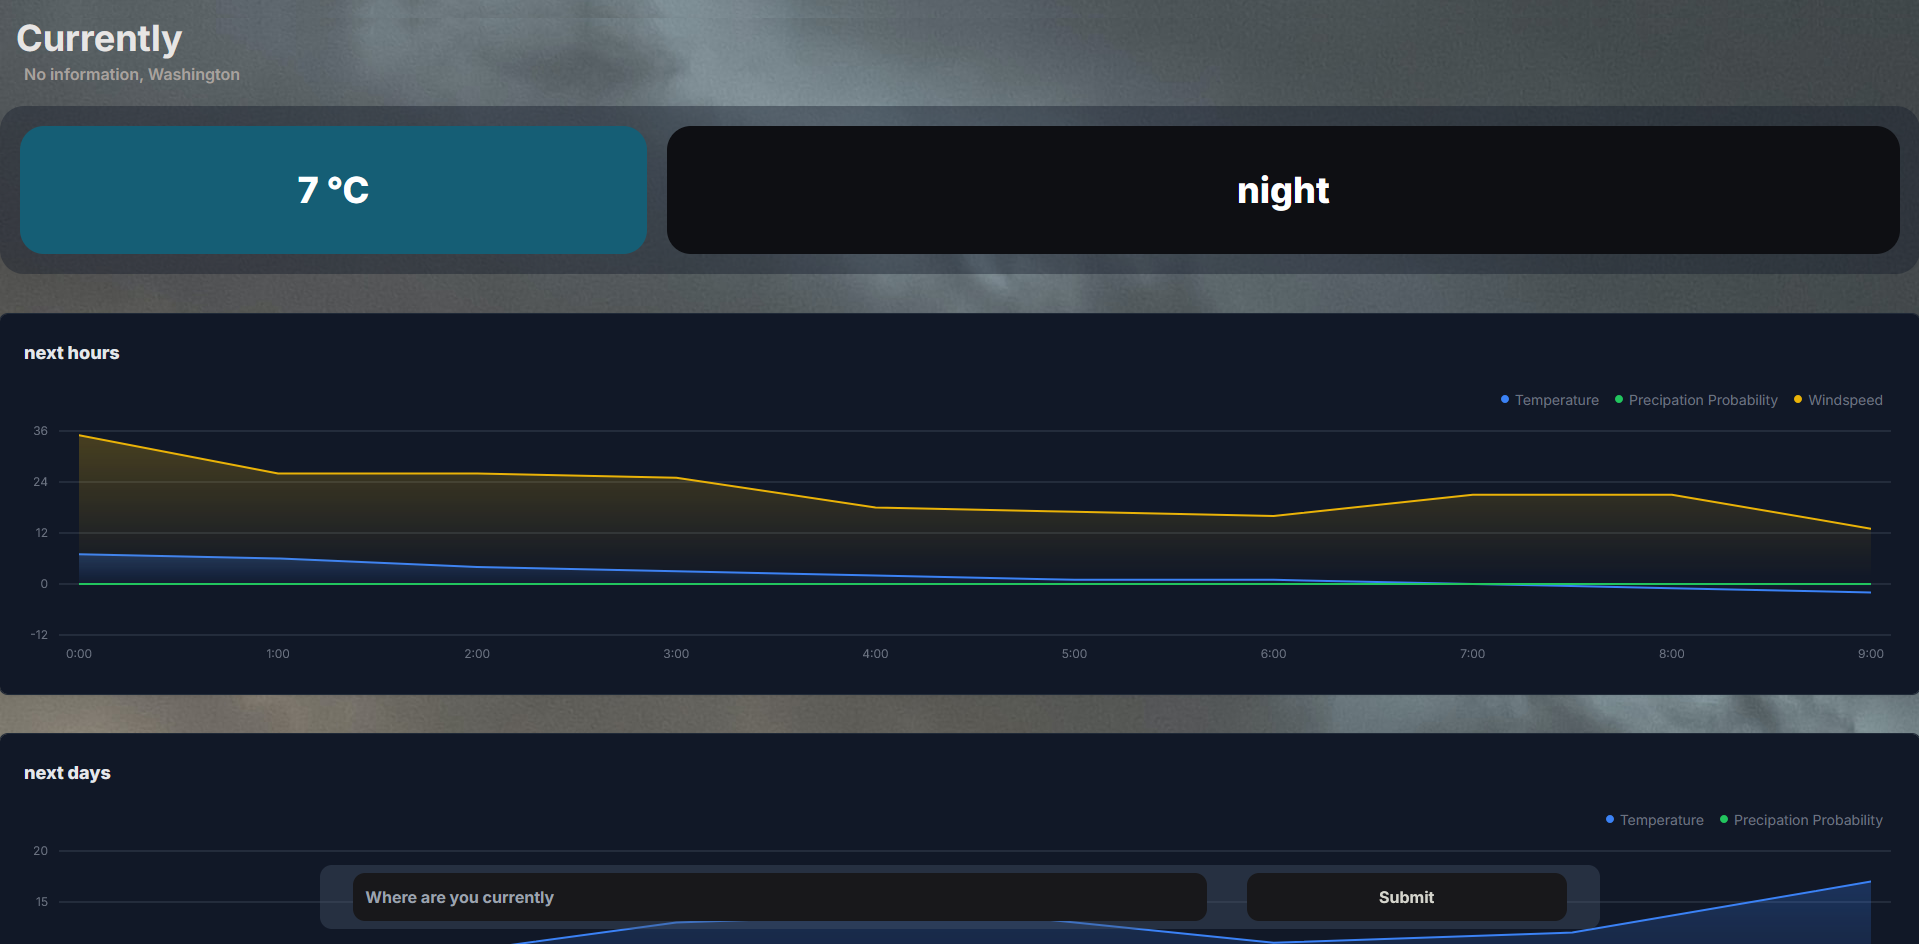 Currently
No information, Washington
7 °C
night
next hours
Temperature Precipation Probability Windspeed
36
24
12
0
-12
0:00 1:00 2:00 3:00 4:00 5:00 6:00 7:00 8:00 9:00
next days
Temperature Precipation Probability
20
15
Where are you currently Submit